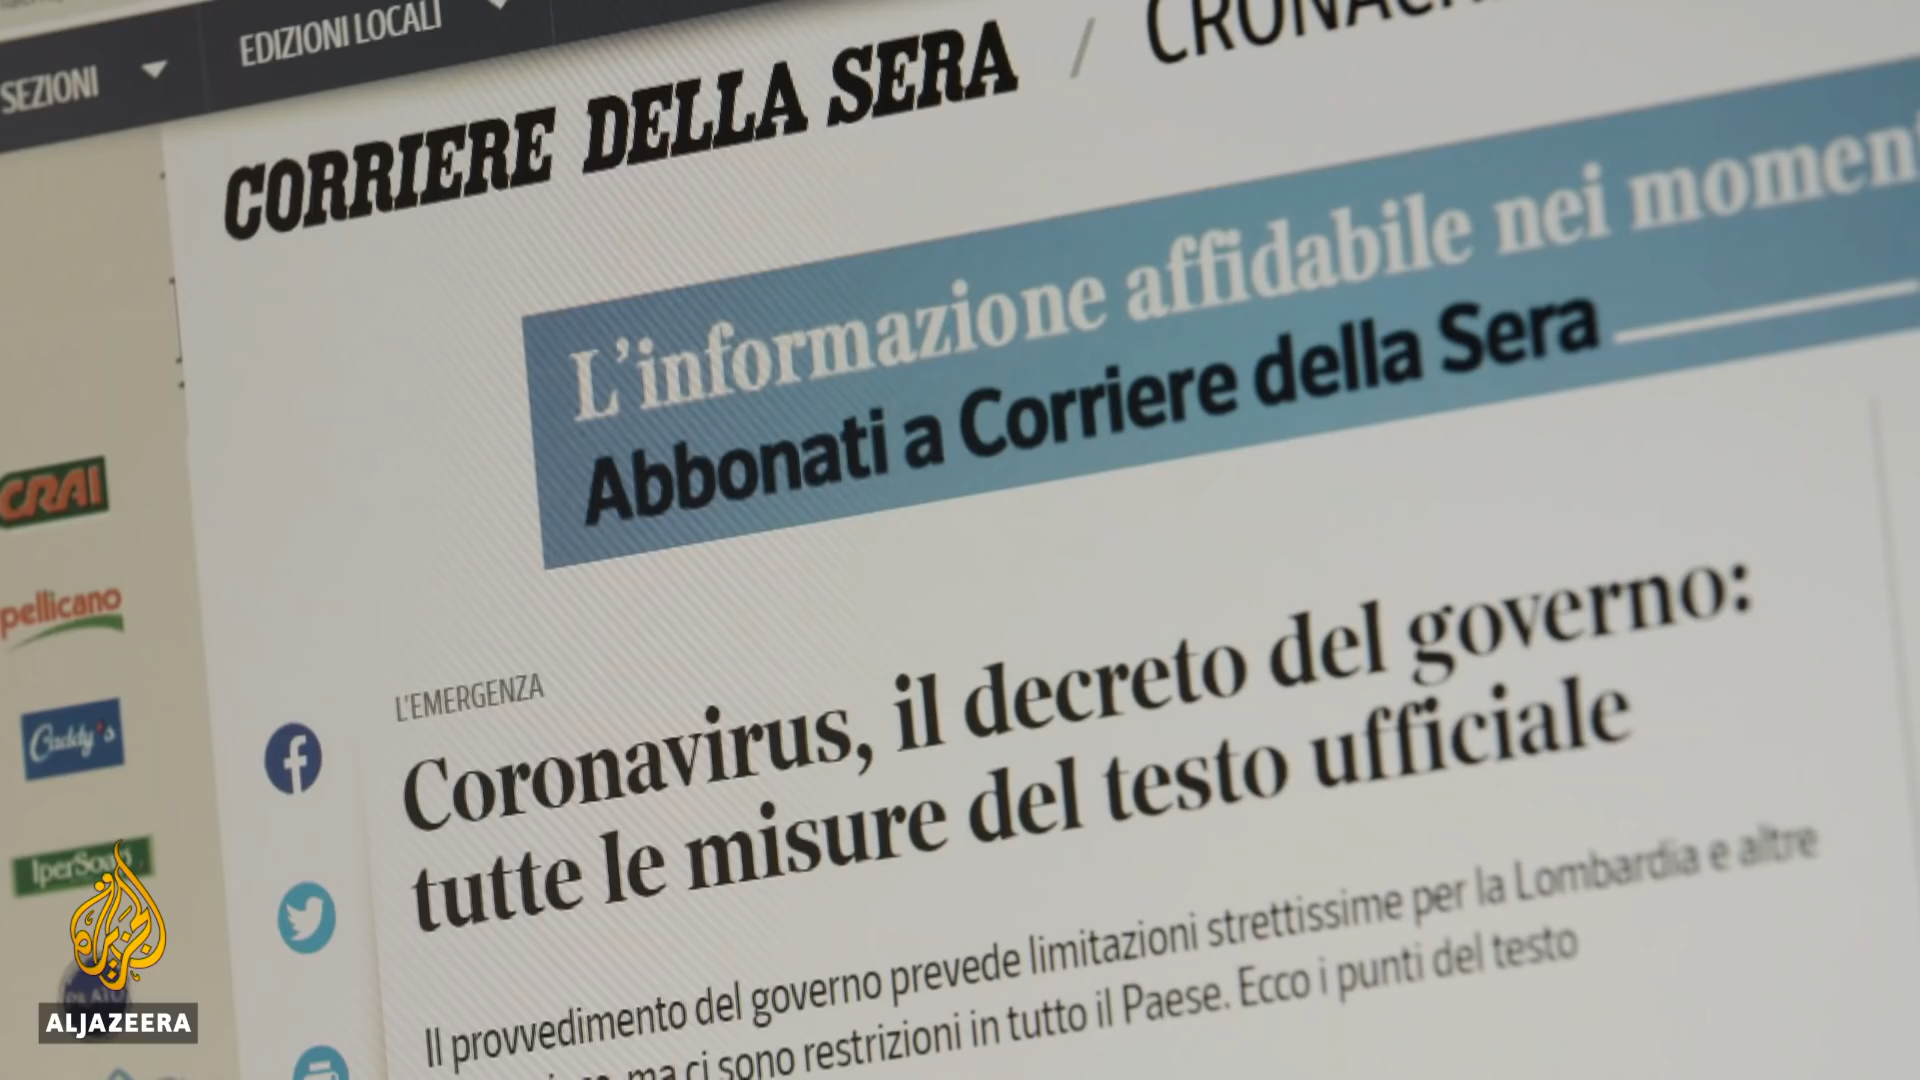 SEZIONI
EDIZIONI LOCALI
CORRIERE DELLA SERA /
L'informazione affidabile nei
Abbonati a Corriere della Sera
CRAI
pellicano
Caddy's
L'EMERGENZA
Coronavirus, il decreto del governo:
tutte le misure del testo ufficiale
Il provvedimento del governo prevede limitazioni strettissime per la Lombardia e altre
ma ci sono restrizioni in tutto il Paese. Ecco i punti del testo
ALJAZEERA